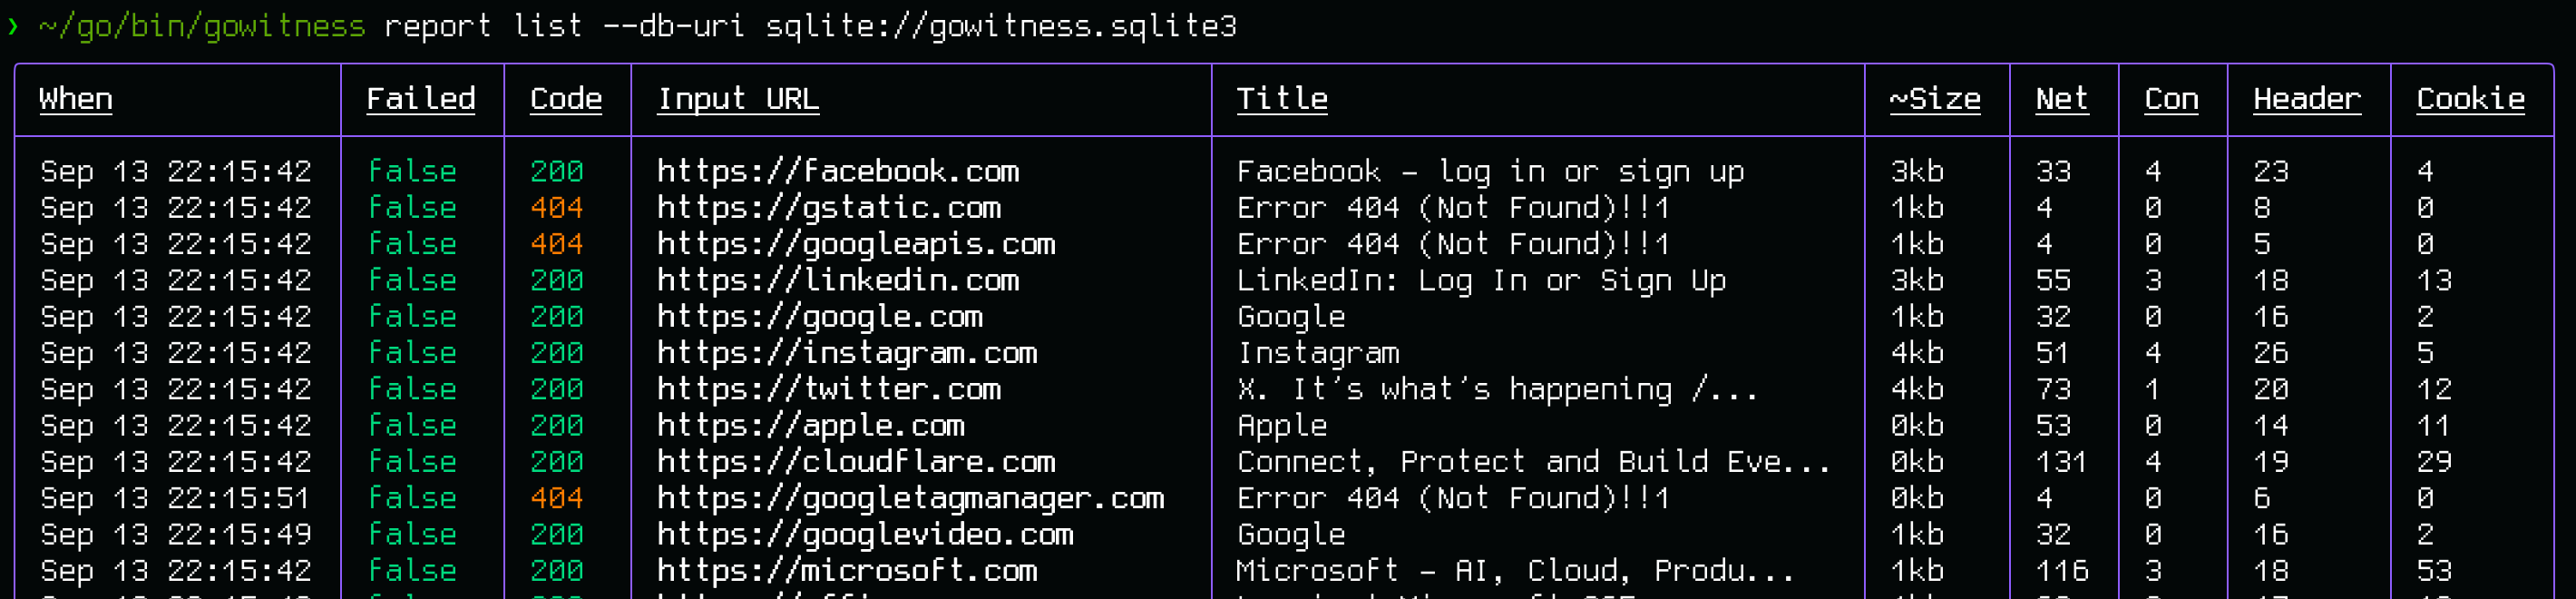 ❯ ~/go/bin/gowitness report list --db-uri sqlite://gowitness.sqlite3
When Failed Code Input URL Title ~Size Net Con Header Cookie
Sep 13 22:15:42 false 200 https://facebook.com Facebook – log in or sign up 3kb 33 4 23 4
Sep 13 22:15:42 false 404 https://gstatic.com Error 404 (Not Found)!!1 1kb 4 0 8 0
Sep 13 22:15:42 false 404 https://googleapis.com Error 404 (Not Found)!!1 1kb 4 0 5 0
Sep 13 22:15:42 false 200 https://linkedin.com LinkedIn: Log In or Sign Up 3kb 55 3 18 13
Sep 13 22:15:42 false 200 https://google.com Google 1kb 32 0 16 2
Sep 13 22:15:42 false 200 https://instagram.com Instagram 4kb 51 4 26 5
Sep 13 22:15:42 false 200 https://twitter.com X. It’s what’s happening /... 4kb 73 1 20 12
Sep 13 22:15:42 false 200 https://apple.com Apple 0kb 53 0 14 11
Sep 13 22:15:42 false 200 https://cloudflare.com Connect, Protect and Build Eve... 0kb 131 4 19 29
Sep 13 22:15:51 false 404 https://googletagmanager.com Error 404 (Not Found)!!1 0kb 4 0 6 0
Sep 13 22:15:49 false 200 https://googlevideo.com Google 1kb 32 0 16 2
Sep 13 22:15:42 false 200 https://microsoft.com Microsoft – AI, Cloud, Produ... 1kb 116 3 18 53